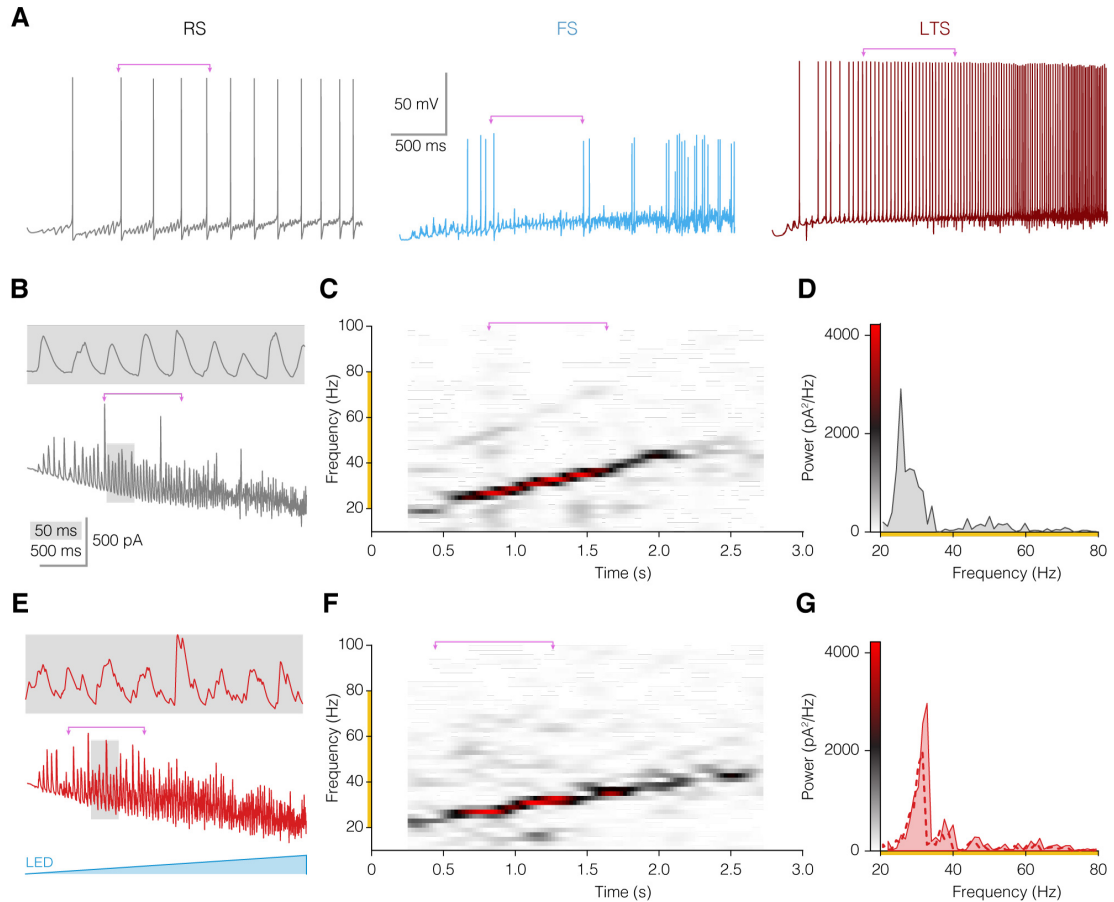 A
RS
FS
LTS
50 mV
500 ms
B
50 ms
500 ms
500 pA
C
100
80
60
40
20
Frequency (Hz)
0
0.5
1.0
1.5
2.0
2.5
3.0
Time (s)
D
4000
2000
0
Power (pA²/Hz)
20
40
60
80
Frequency (Hz)
E
LED
F
100
80
60
40
20
Frequency (Hz)
0
0.5
1.0
1.5
2.0
2.5
3.0
Time (s)
G
4000
2000
0
Power (pA²/Hz)
20
40
60
80
Frequency (Hz)